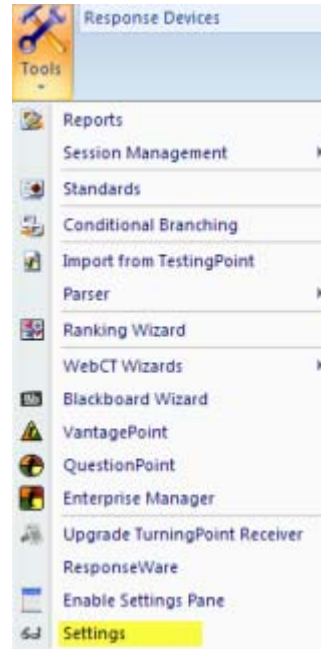 Response Devices
Tools
Reports
Session Management
Standards
Conditional Branching
Import from TestingPoint
Parser
Ranking Wizard
WebCT Wizards
Blackboard Wizard
VantagePoint
QuestionPoint
Enterprise Manager
Upgrade TurningPoint Receiver
ResponseWare
Enable Settings Pane
Settings